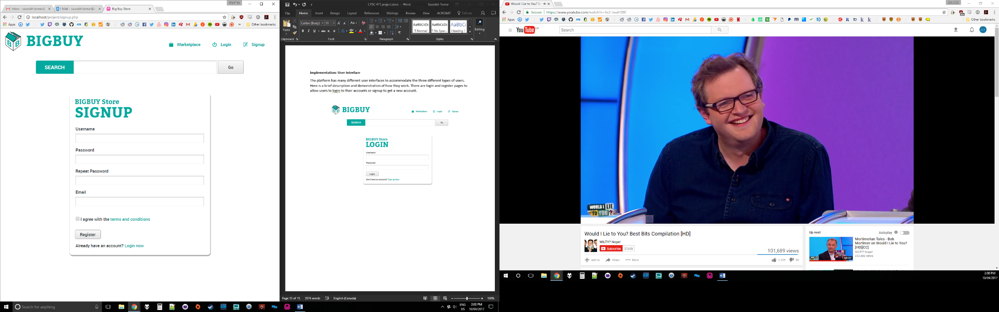 Saurabh
Inbox - saurabh.tomar@
Mail - saurabh.tomar@u
Big Buy Store
localhost/project/signup.php
Apps
Other bookmarks
BIGBUY
Marketplace
Login
Signup
SEARCH
Go
BIGBUY Store
SIGNUP
Username
Password
Repeat Password
Email
I agree with the terms and conditions
Register
Already have an account? Login now
Search for anything
CPSC 471 project.docx - Word
Saurabh Tomar
File
Home
Insert
Design
Layout
References
Mailings
Review
View
ACROBAT
Tell me
Paste
Calibri (Body)
11
AaBbCcDc
AaBbCcDc
AaBbCc
¶ Normal
¶ No Spac...
Heading 1
Editing
Clipboard
Font
Paragraph
Styles
Implementation: User Interface
The platform has many different user interfaces to accommodate the three different types of users.
Here is a brief description and demonstration of how they work. There are login and register pages to
allow users to login to their accounts or signup to get a new account.
BIGBUY
Marketplace
Login
Signup
SEARCH
Go
BIGBUY Store
LOGIN
Username
Password
Login
Don't have an account? Sign up here
Page 15 of 15
3576 words
English (Canada)
100%
ENG
US
2:08 PM
10/04/2017
Would I Lie to You? B
Saurabh
Secure
https://www.youtube.com/watch?v=As2-JwaH3BE
Apps
Other bookmarks
YouTube CA
Search
WOULD I LIE
TO YOU?
Would I Lie to You? Best Bits Compilation [HD]
WILTY? Nope!
Subscribe
27,626
101,689 views
Add to
Share
More
1,129
38
Up next
Autoplay
50:37
Mortimerian Tales - Bob
Mortimer on Would I Lie to You?
[HD][CC]
WILTY? Nope!
253,482 views
2:08 PM
10/04/2017